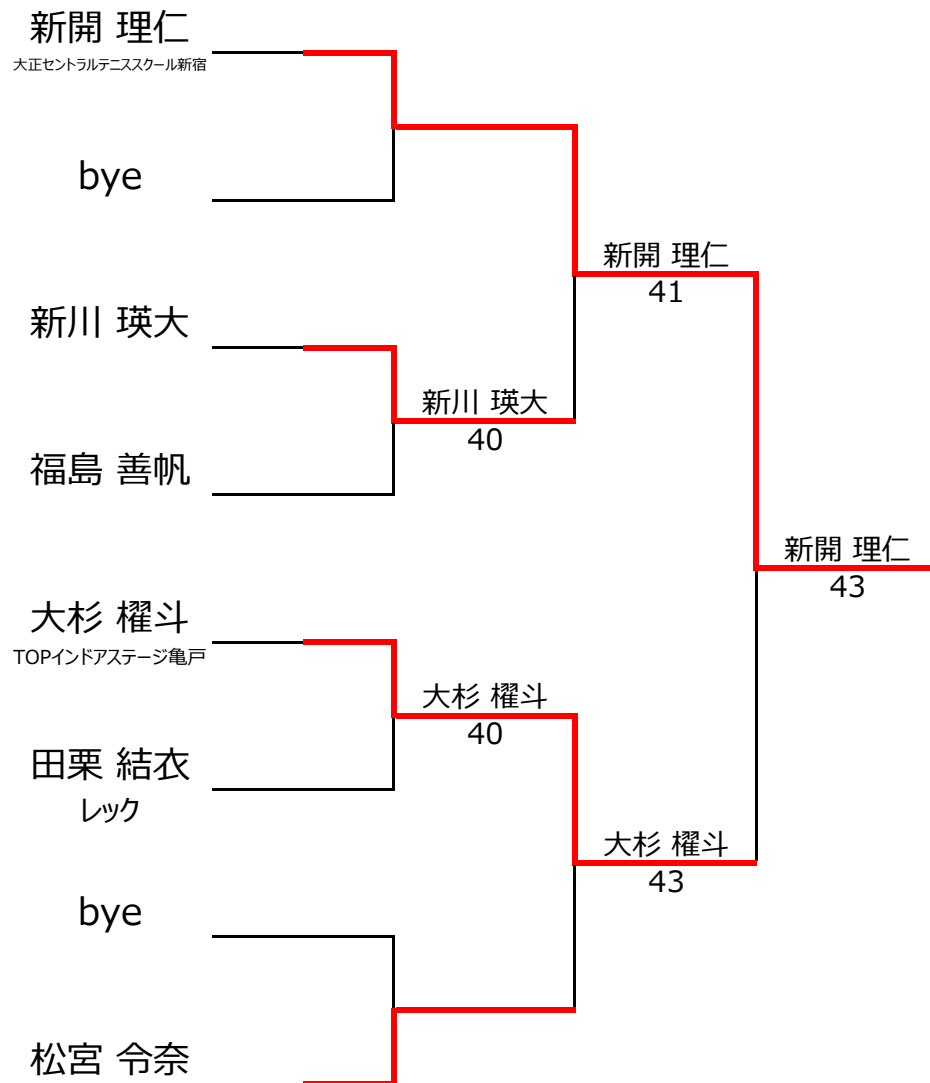 新開 理仁
大正セントラルテニススクール新宿
bye
新開 理仁
41
新川 瑛大
新川 瑛大
40
福島 善帆
新開 理仁
43
大杉 櫂斗
TOPインドアステージ亀戸
大杉 櫂斗
40
田栗 結衣
レック
大杉 櫂斗
43
bye
松宮 令奈